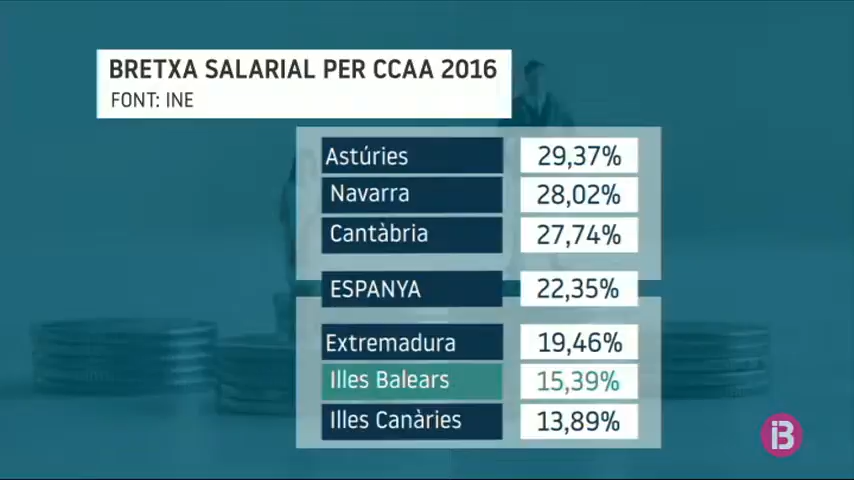 BRETXA SALARIAL PER CCAA 2016
FONT: INE
Astúries 29,37%
Navarra 28,02%
Cantàbria 27,74%
ESPANYA 22,35%
Extremadura 19,46%
Illes Balears 15,39%
Illes Canàries 13,89%
iB